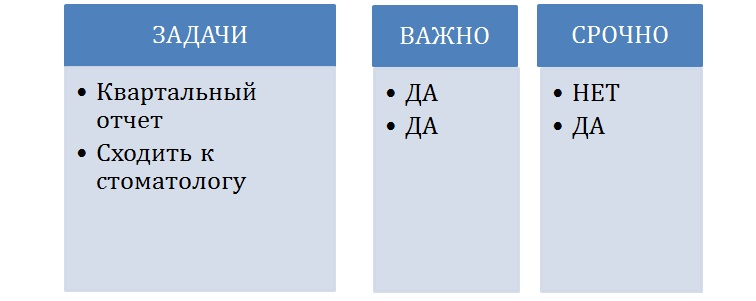 ЗАДАЧИ
• Квартальный
отчет
• Сходить к
стоматологу
ВАЖНО
• ДА
• ДА
СРОЧНО
• НЕТ
• ДА